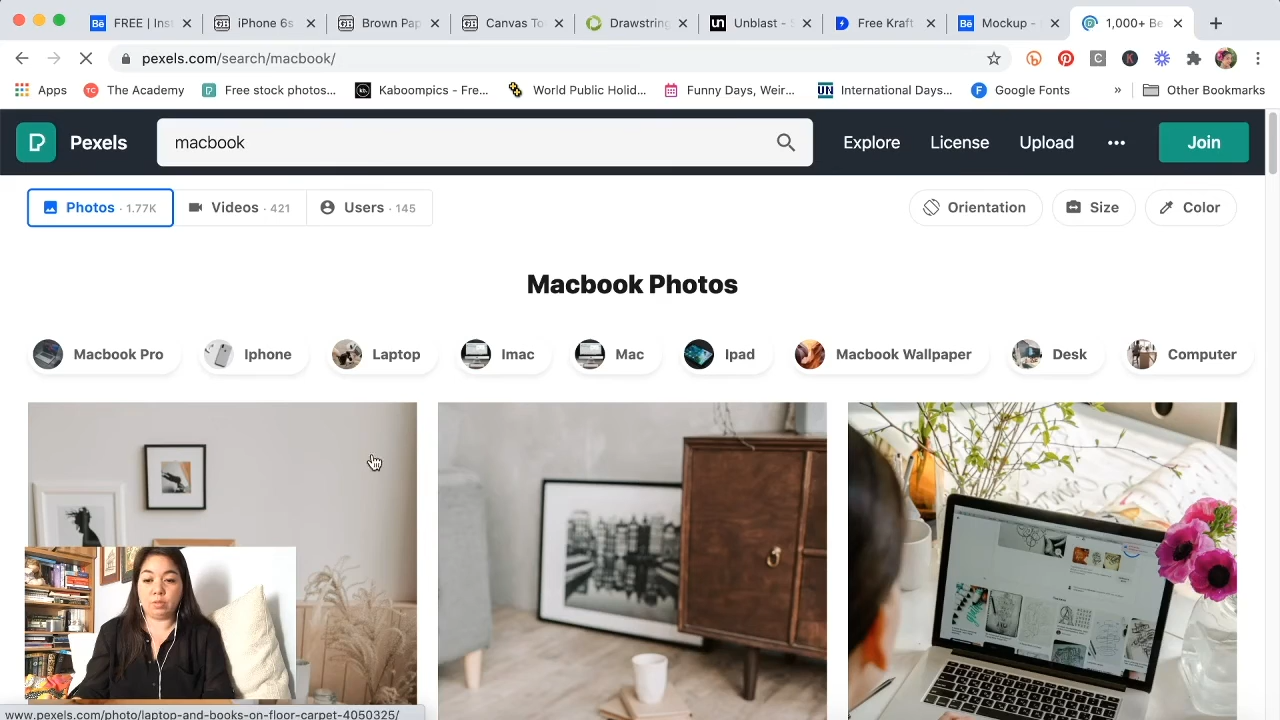 FREE | Ins
iPhone 6s
Brown Pap
Canvas To
Drawstring
Unblast - S
Free Kraft
Mockup -
1,000+ Be
pexels.com/search/macbook/
Apps
The Academy
Free stock photos...
Kaboompics - Fre...
World Public Holid...
Funny Days, Weir...
International Days...
Google Fonts
»
Other Bookmarks
Pexels
macbook
Explore
License
Upload
Join
Photos · 1.77K
Videos · 421
Users · 145
Orientation
Size
Color
Macbook Photos
Macbook Pro
Iphone
Laptop
Imac
Mac
Ipad
Macbook Wallpaper
Desk
Computer
www.pexels.com/photo/laptop-and-books-on-floor-carpet-4050325/